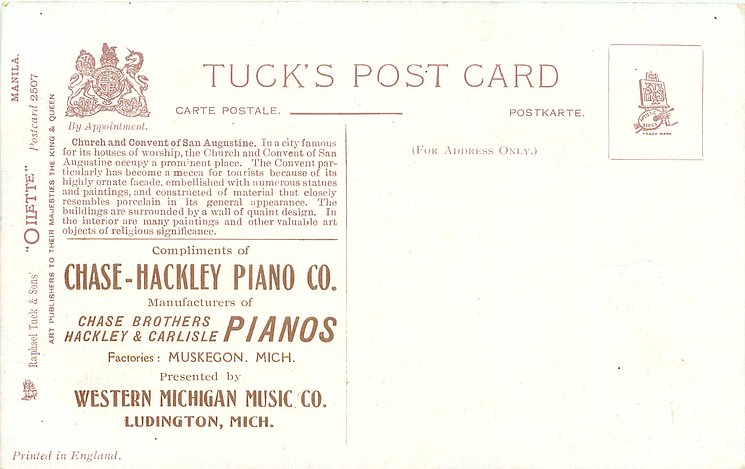 TUCK'S POST CARD
CARTE POSTALE.
POSTKARTE.
By Appointment.
(FOR ADDRESS ONLY.)
MANILA.
Raphael Tuck & Sons' "OILETTE" Postcard 2507
ART PUBLISHERS TO THEIR MAJESTIES THE KING & QUEEN
Church and Convent of San Augustine. In a city famous
for its houses of worship, the Church and Convent of San
Augustine occupy a prominent place. The Convent par-
ticularly has become a mecca for tourists because of its
highly ornate facade, embellished with numerous statues
and paintings, and constructed of material that closely
resembles porcelain in its general appearance. The
buildings are surrounded by a wall of quaint design. In
the interior are many paintings and other valuable art
objects of religious significance.
Compliments of
CHASE-HACKLEY PIANO CO.
Manufacturers of
CHASE BROTHERS
HACKLEY & CARLISLE PIANOS
Factories: MUSKEGON. MICH.
Presented by
WESTERN MICHIGAN MUSIC CO.
LUDINGTON, MICH.
Printed in England.
TRADE MARK